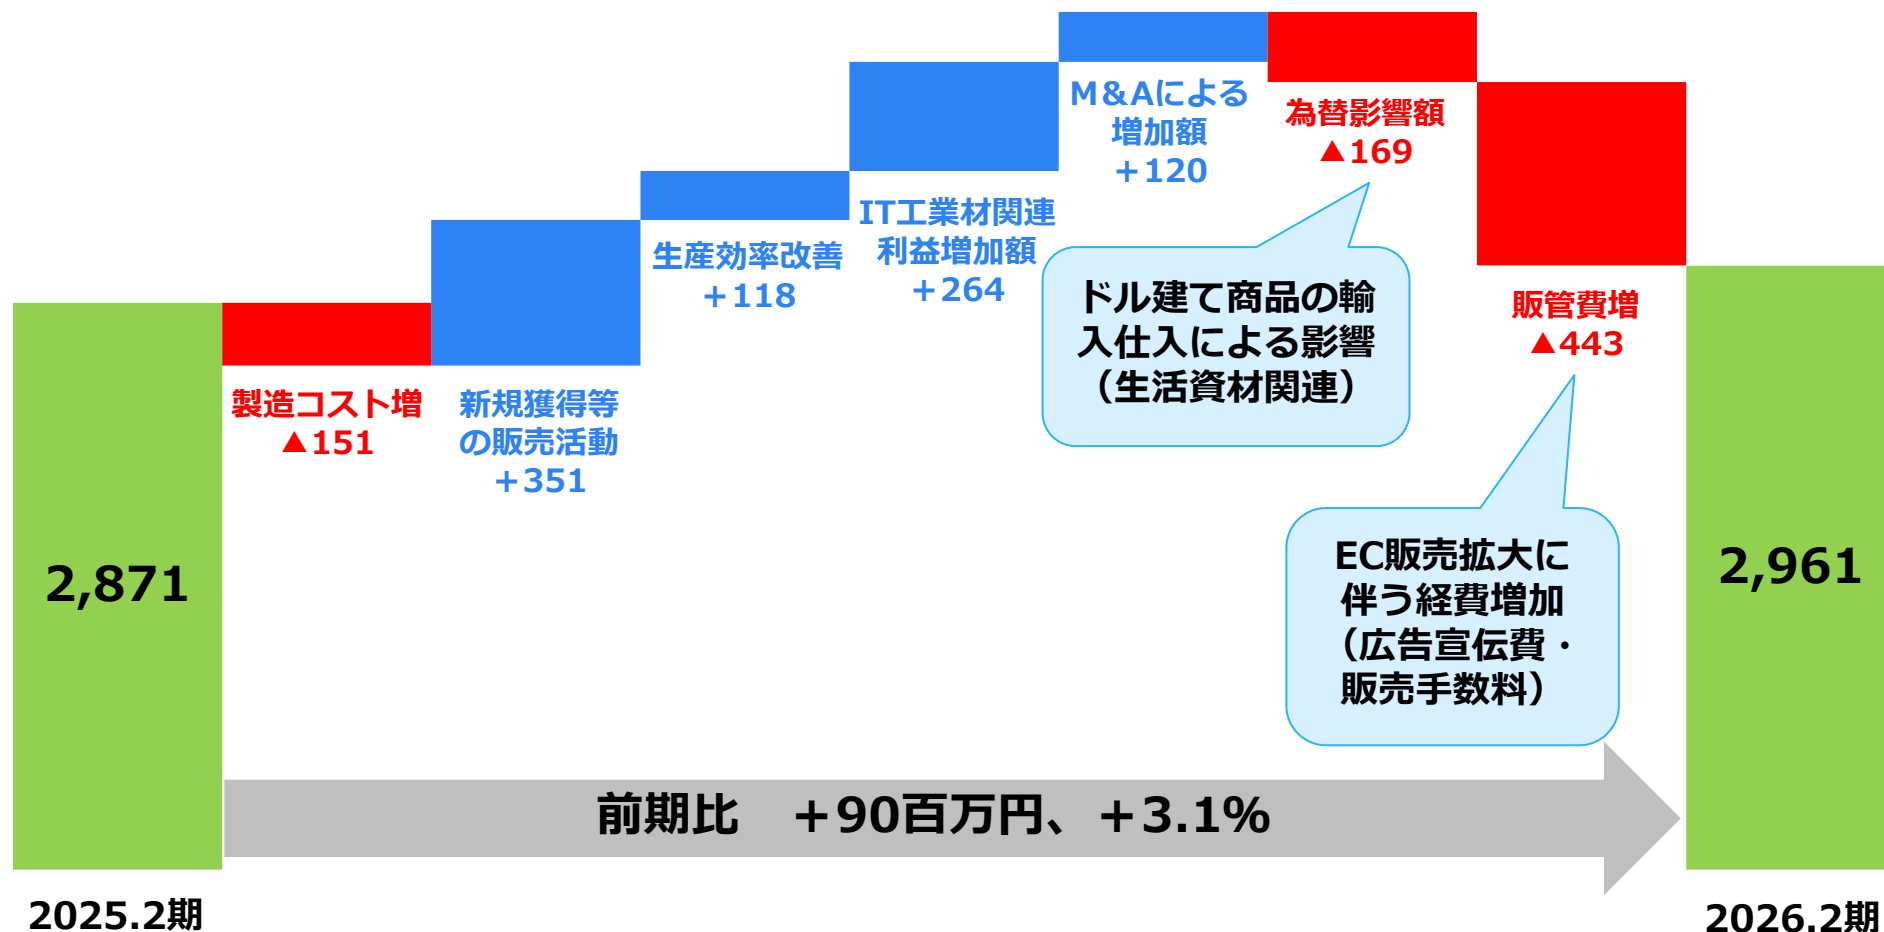 M&Aによる
増加額
+120
為替影響額
▲169
IT工業材関連
利益増加額
+264
生産効率改善
+118
ドル建て商品の輸
入仕入による影響
（生活資材関連）
販管費増
▲443
製造コスト増
▲151
新規獲得等
の販売活動
+351
EC販売拡大に
伴う経費増加
（広告宣伝費・
販売手数料）
2,871
2,961
前期比　+90百万円、+3.1%
2025.2期
2026.2期